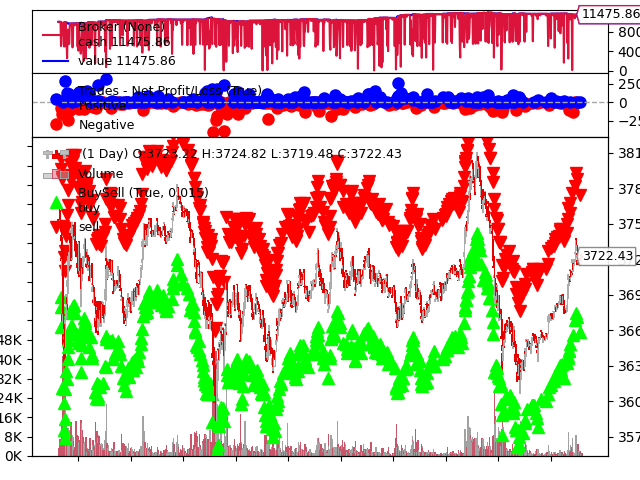 Broker (None)
cash 11475.86
value 11475.86
11475.86
800
400
0
Trades - Net Profit/Loss (True)
Positive
Negative
250
0
-25
(1 Day) O:3723.22 H:3724.82 L:3719.48 C:3722.43
Volume
BuySell (True, 0.015)
buy
sell
381
378
375
3722.43
369
366
363
360
357
48K
40K
32K
24K
16K
8K
0K